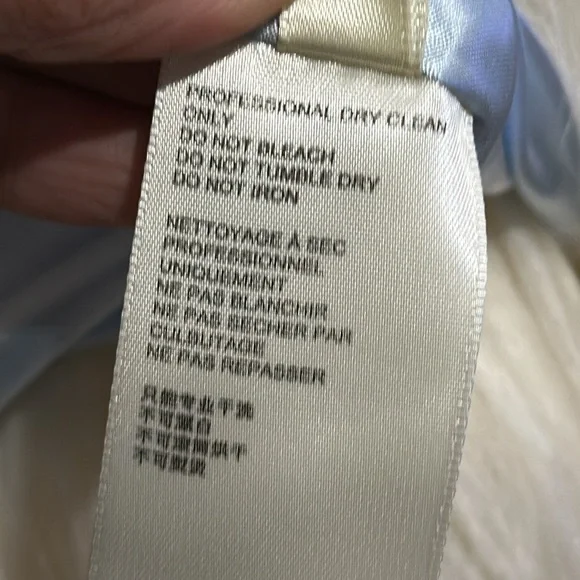 PROFESSIONAL DRY CLEAN
ONLY
DO NOT BLEACH
DO NOT TUMBLE DRY
DO NOT IRON
NETTOYAGE À SEC
PROFESSIONNEL
UNIQUEMENT
NE PAS BLANCHIR
NE PAS SECHER PAR
CULBUTAGE
NE PAS REPASSER
只能专业干洗
不可漂白
不可滚筒烘干
不可熨烫